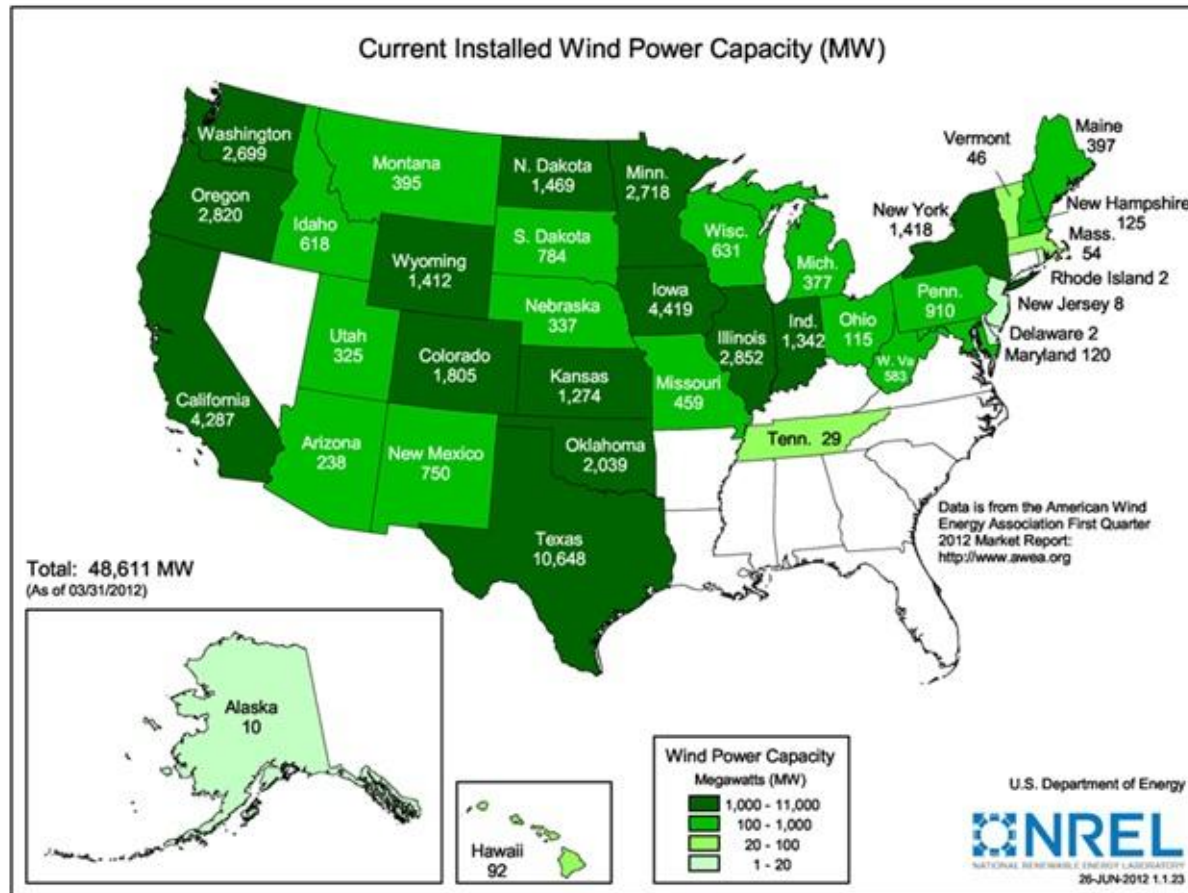 Current Installed Wind Power Capacity (MW)
Washington
2,699
Oregon
2,820
California
4,287
Idaho
618
Montana
395
Wyoming
1,412
Utah
325
Arizona
238
Colorado
1,805
New Mexico
750
N. Dakota
1,469
S. Dakota
784
Nebraska
337
Kansas
1,274
Oklahoma
2,039
Texas
10,648
Minn.
2,718
Iowa
4,419
Missouri
459
Wisc.
631
Illinois
2,852
Mich.
377
Ind.
1,342
Ohio
115
W. Va
583
Tenn. 29
Penn.
910
New York
1,418
Vermont
46
Maine
397
New Hampshire
125
Mass.
54
Rhode Island 2
New Jersey 8
Delaware 2
Maryland 120
Data is from the American Wind
Energy Association First Quarter
2012 Market Report:
http://www.awea.org
Total: 48,611 MW
(As of 03/31/2012)
Alaska
10
Hawaii
92
Wind Power Capacity
Megawatts (MW)
1,000 - 11,000
100 - 1,000
20 - 100
1 - 20
U.S. Department of Energy
NREL
NATIONAL RENEWABLE ENERGY LABORATORY
26-JUN-2012 1.1.23